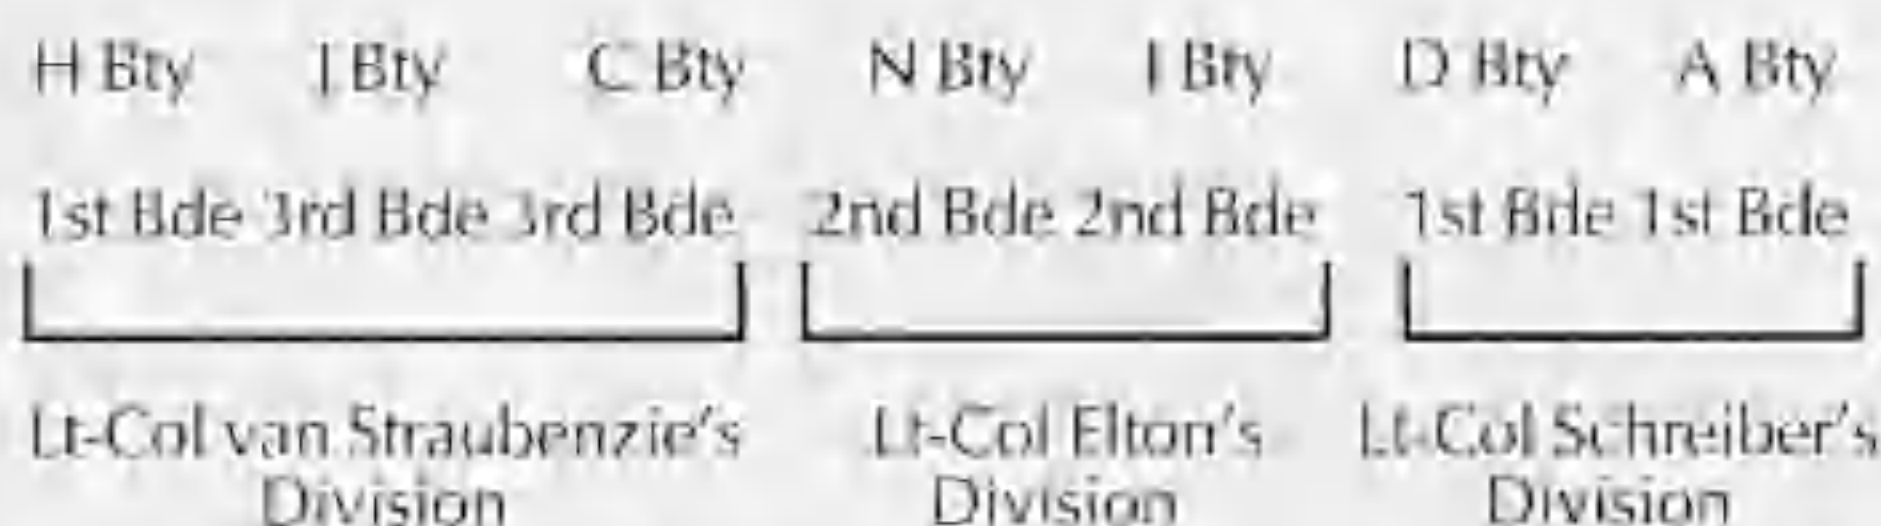 H Bty J Bty C Bty N Bty I Bty D Bty A Bty
1st Bde 3rd Bde 3rd Bde 2nd Bde 2nd Bde 1st Bde 1st Bde
Lt-Col van Straubenzie's Lt-Col Elton's Lt-Col Schreiber's
Division Division Division